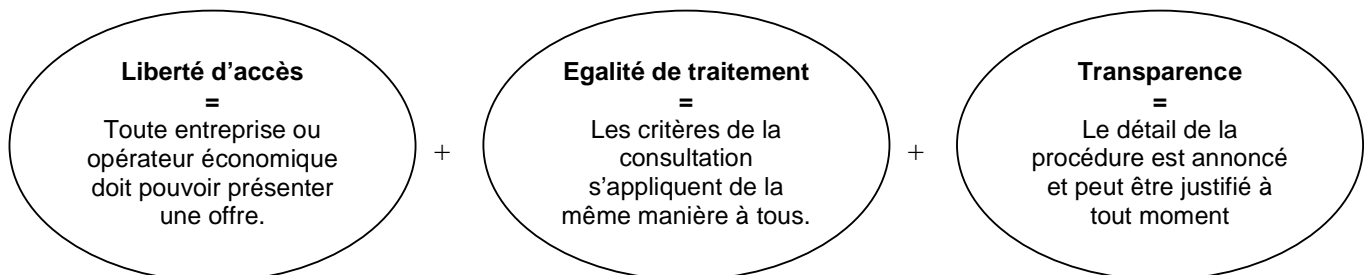 Liberté d’accès
=
Toute entreprise ou
opérateur économique
doit pouvoir présenter
une offre.
+
Egalité de traitement
=
Les critères de la
consultation
s’appliquent de la
même manière à tous.
+
Transparence
=
Le détail de la
procédure est annoncé
et peut être justifié à
tout moment